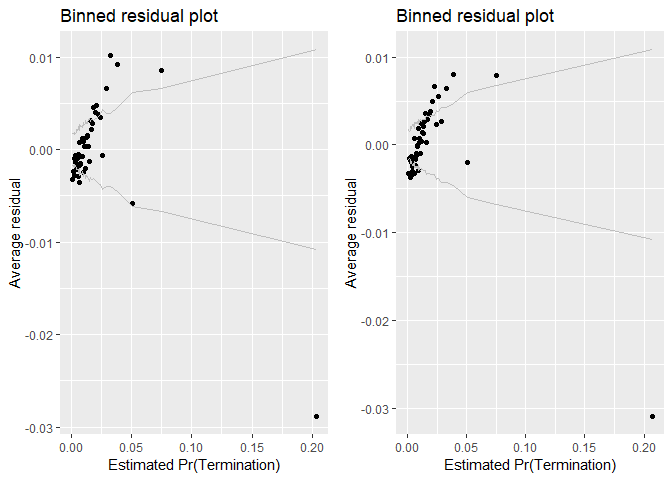 Binned residual plot
0.01
0.00
-0.01
-0.02
-0.03
Average residual
0.00 0.05 0.10 0.15 0.20
Estimated Pr(Termination)
Binned residual plot
0.01
0.00
-0.01
-0.02
-0.03
Average residual
0.00 0.05 0.10 0.15 0.20
Estimated Pr(Termination)